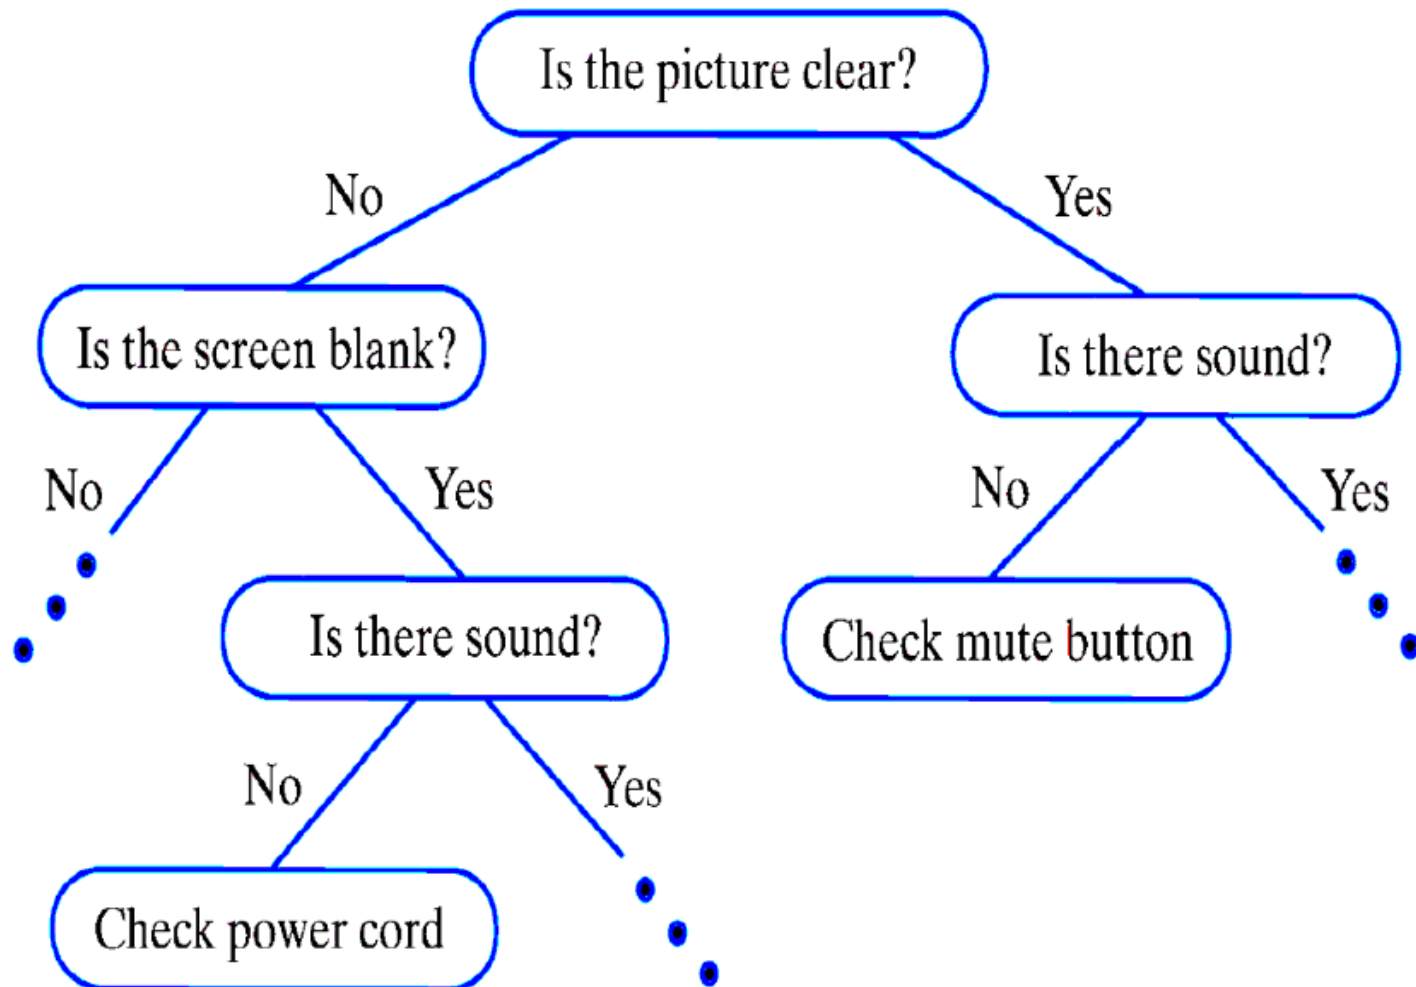 Is the picture clear?
No
Yes
Is the screen blank?
Is there sound?
No
Yes
No
Yes
Is there sound?
Check mute button
No
Yes
Check power cord